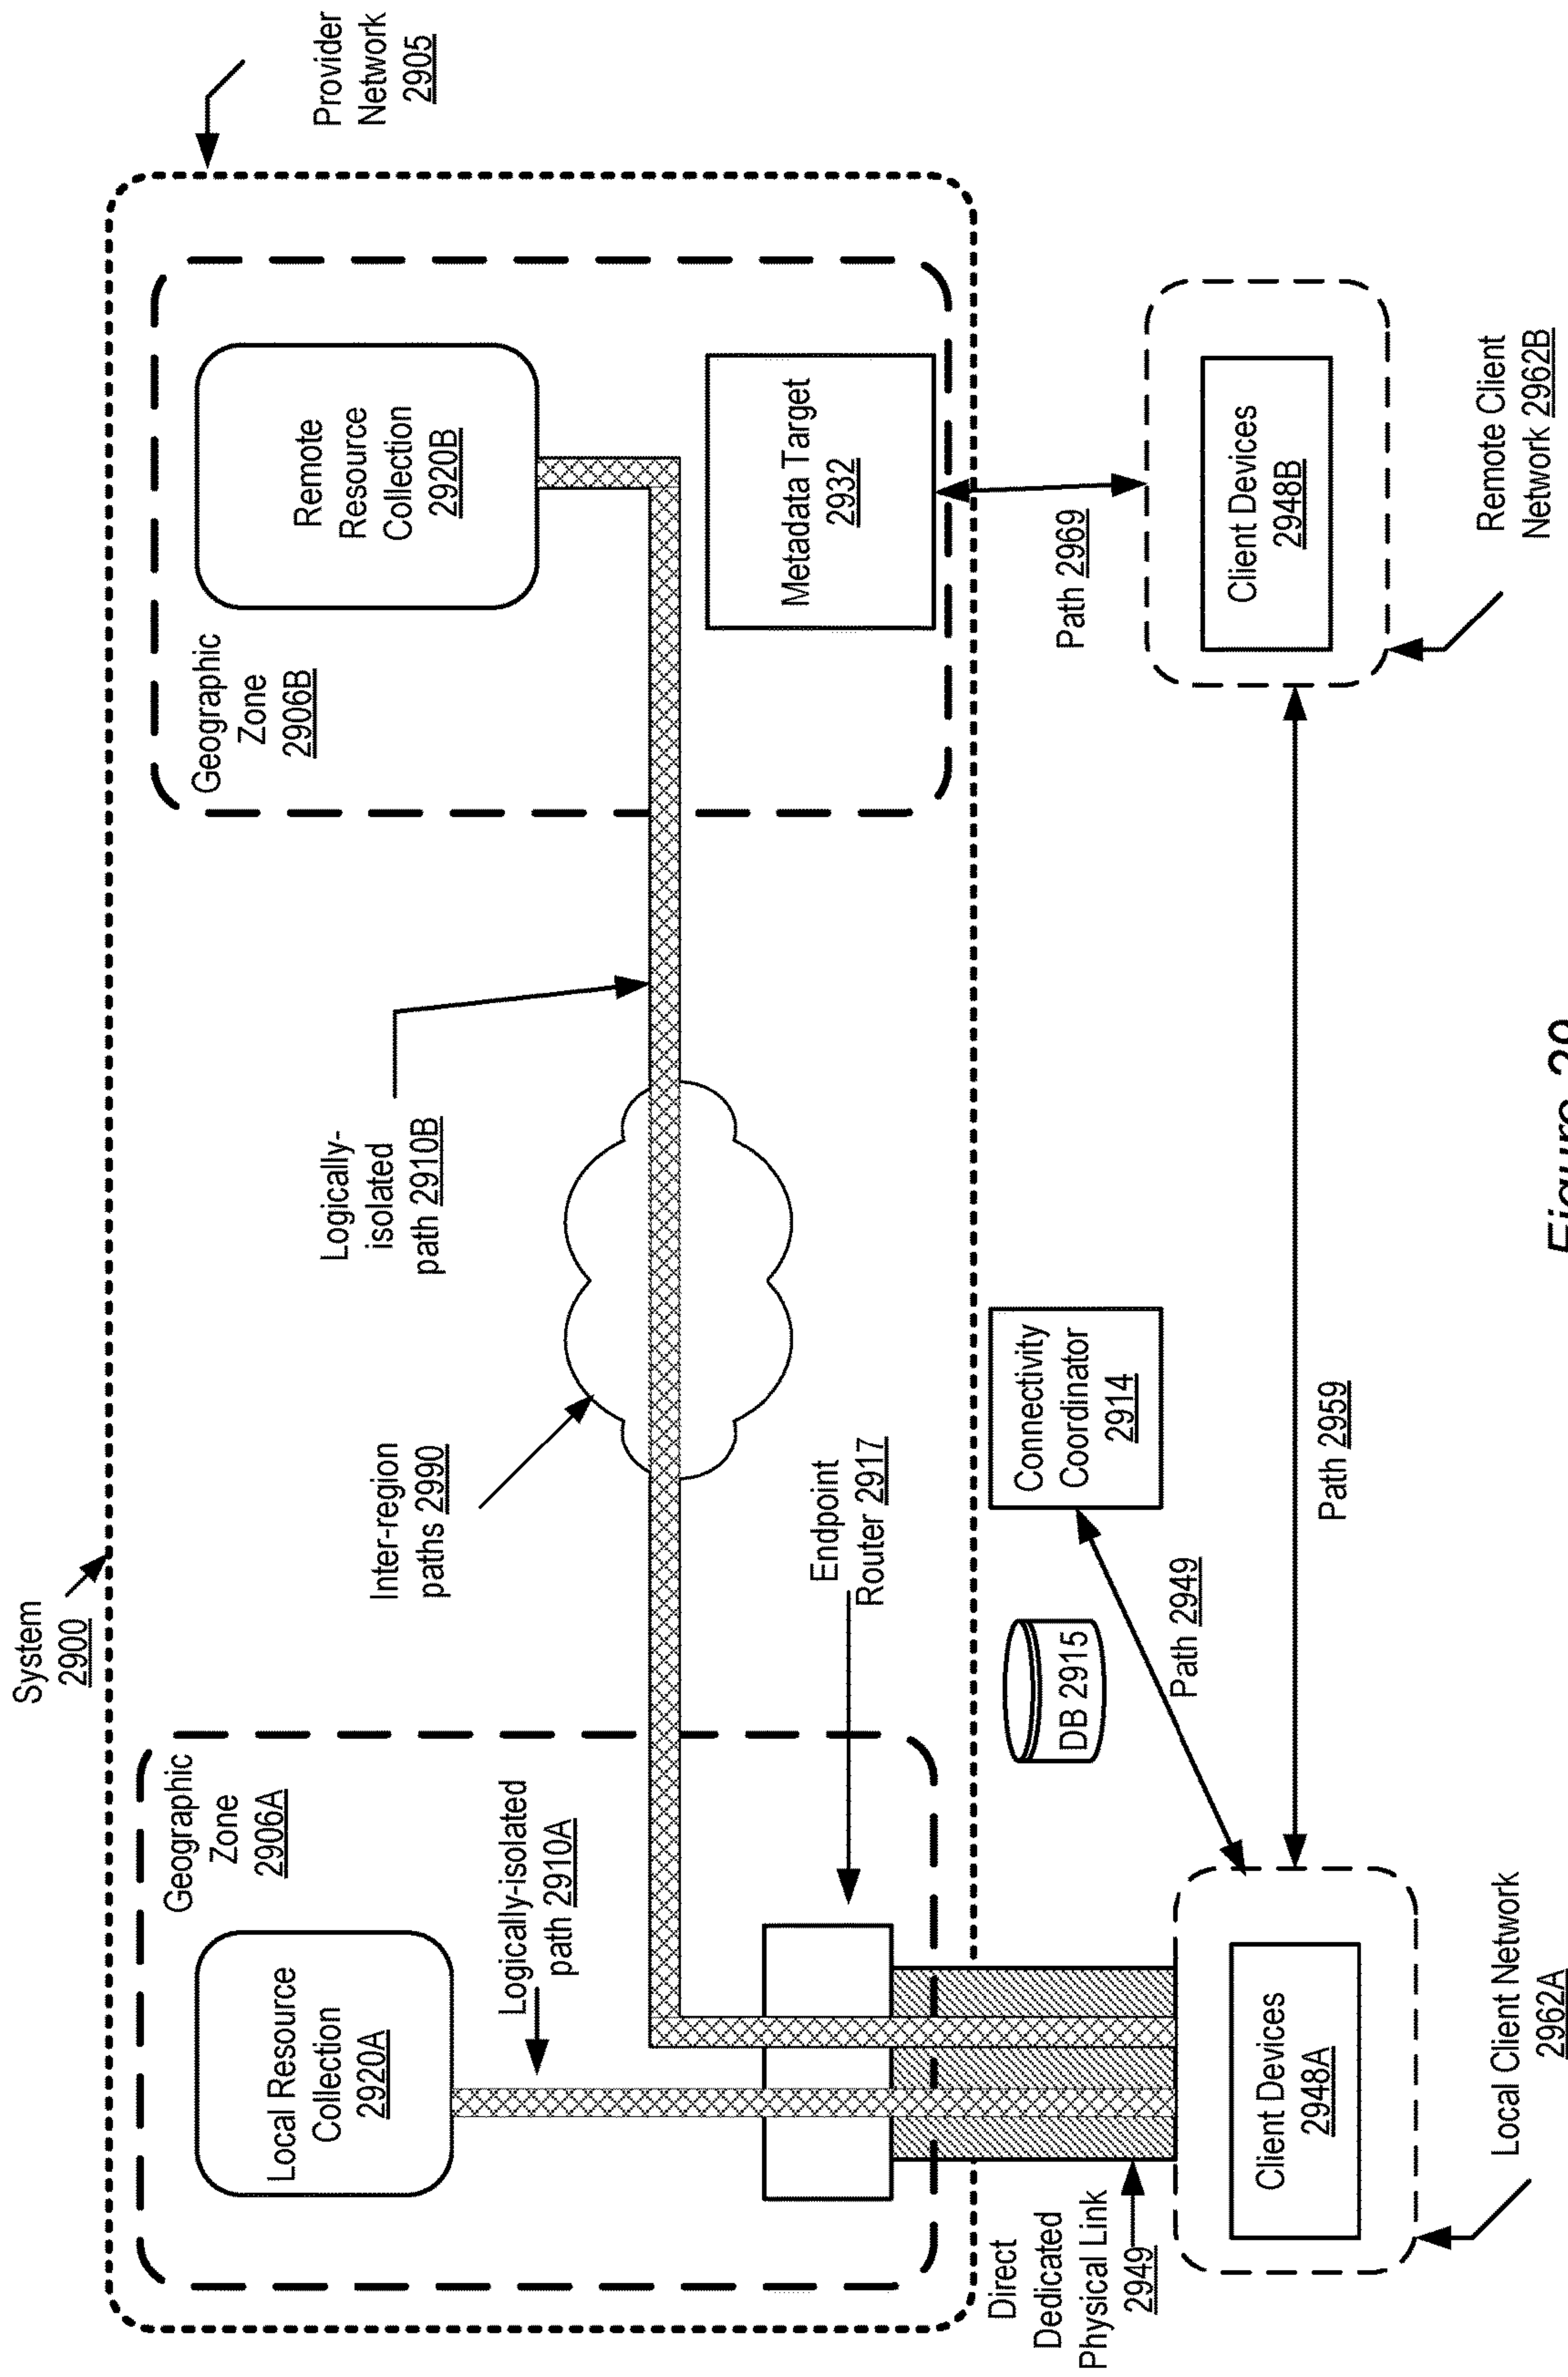 System
2900
Provider
Network
2905
Geographic
Zone
2906A
Local Resource
Collection
2920A
Logically-isolated
path 2910A
Inter-region
paths 2990
Logically-
isolated
path 2910B
Geographic
Zone
2906B
Remote
Resource
Collection
2920B
Metadata Target
2932
Endpoint
Router 2917
Direct
Dedicated
Physical Link
2949
DB 2915
Connectivity
Coordinator
2914
Path 2949
Path 2969
Path 2959
Client Devices
2948A
Local Client Network
2962A
Client Devices
2948B
Remote Client
Network 2962B
Figure 29